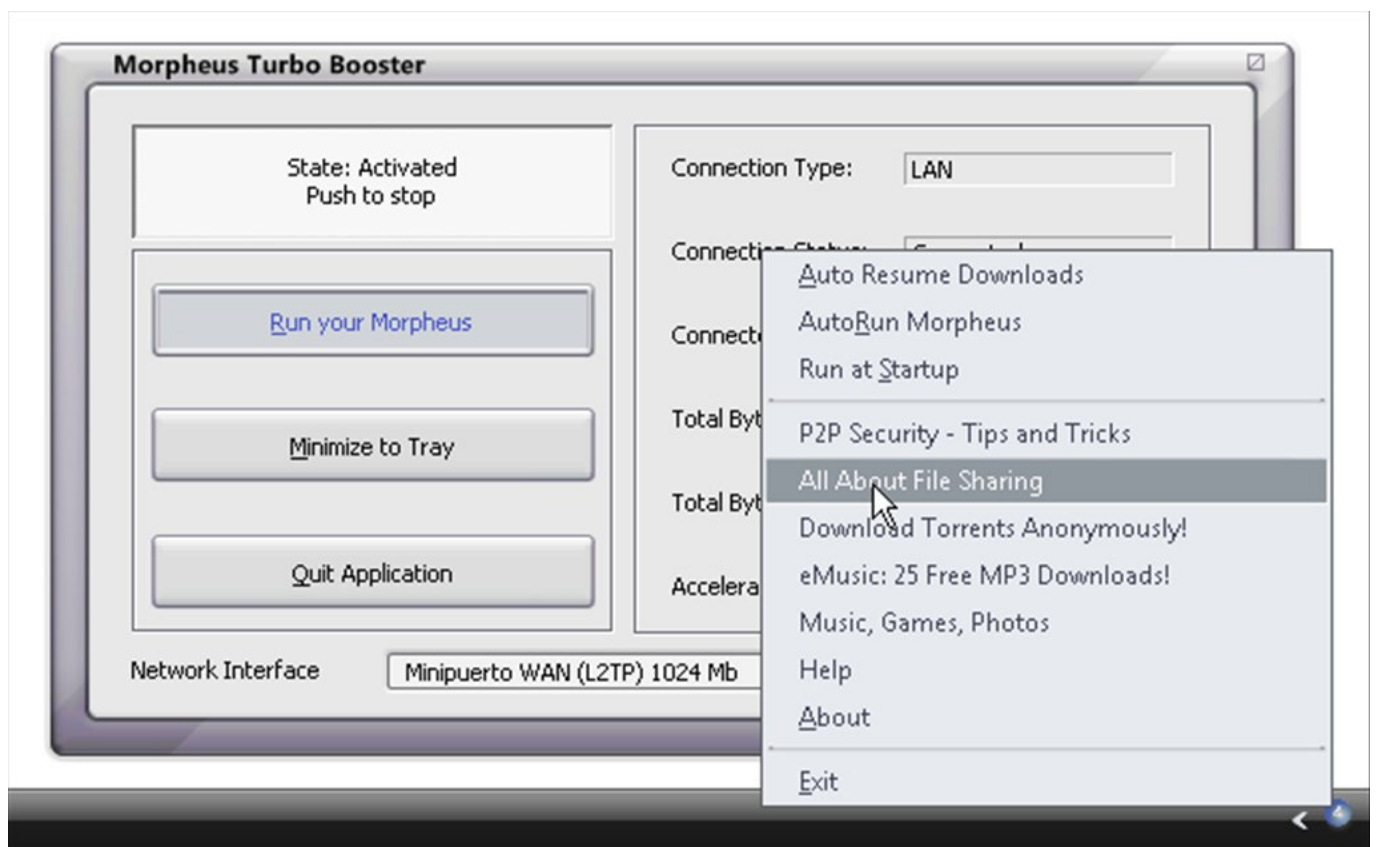 Morpheus Turbo Booster
State: Activated
Push to stop
Run your Morpheus
Minimize to Tray
Quit Application
Connection Type: LAN
Total
Network Interface Minipuerto WAN (L2TP) 1024 Mb
Auto Resume Downloads
AutoRun Morpheus
Run at Startup
P2P Security - Tips and Tricks
All About File Sharing
Download Torrents Anonymously!
eMusic: 25 Free MP3 Downloads!
Music, Games, Photos
Help
About
Exit